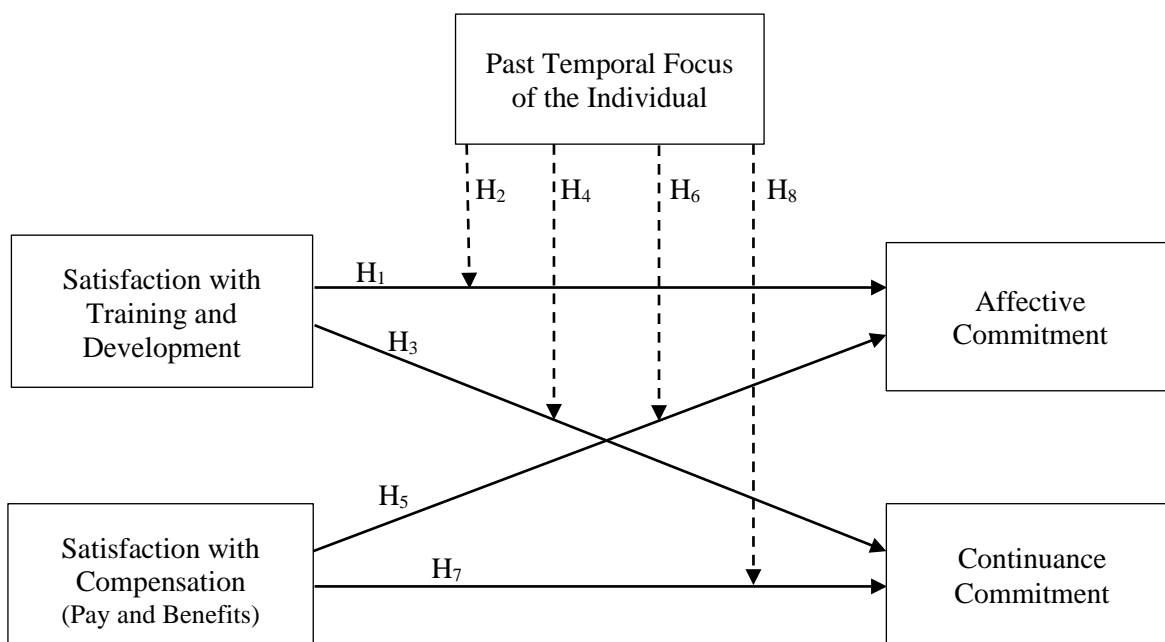 Past Temporal Focus
of the Individual
H₂
H₄
H₆
H₈
Satisfaction with
Training and
Development
H₁
H₃
Affective
Commitment
Satisfaction with
Compensation
(Pay and Benefits)
H₅
H₇
Continuance
Commitment